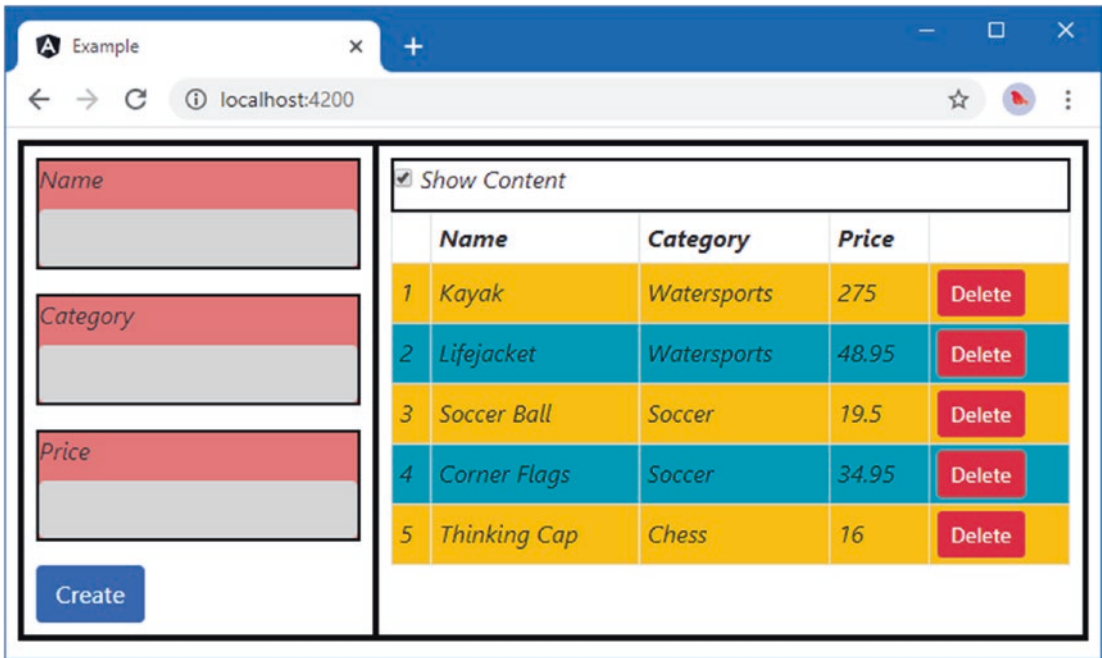 Example
localhost:4200
Name
Category
Price
Create
Show Content
Name Category Price
1 Kayak Watersports 275 Delete
2 Lifejacket Watersports 48.95 Delete
3 Soccer Ball Soccer 19.5 Delete
4 Corner Flags Soccer 34.95 Delete
5 Thinking Cap Chess 16 Delete